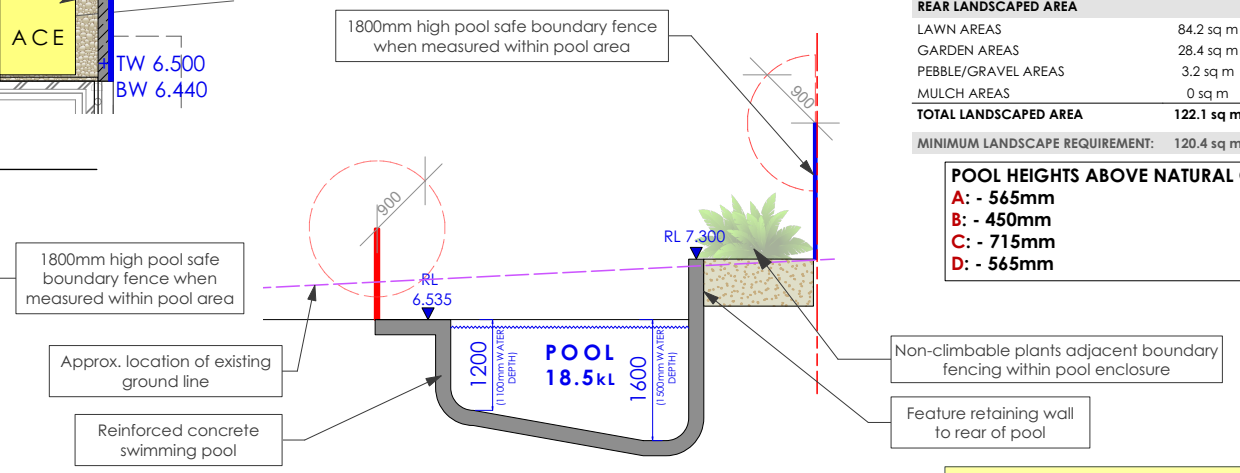 ACE
TW 6.500
BW 6.440
1800mm high pool safe boundary fence
when measured within pool area
900
REAR LANDSCAPED AREA
LAWN AREAS 84.2 sq m
GARDEN AREAS 28.4 sq m
PEBBLE/GRAVEL AREAS 3.2 sq m
MULCH AREAS 0 sq m
TOTAL LANDSCAPED AREA 122.1 sq m
MINIMUM LANDSCAPE REQUIREMENT: 120.4 sq m
POOL HEIGHTS ABOVE NATURAL
A: - 565mm
B: - 450mm
C: - 715mm
D: - 565mm
900
RL 7.300
1800mm high pool safe
boundary fence when
measured within pool area
RL
6.535
Approx. location of existing
ground line
1200
(1100mm WATER
DEPTH)
POOL
18.5kL
1600
(1500mm WATER
DEPTH)
Non-climbable plants adjacent boundary
fencing within pool enclosure
Reinforced concrete
swimming pool
Feature retaining wall
to rear of pool